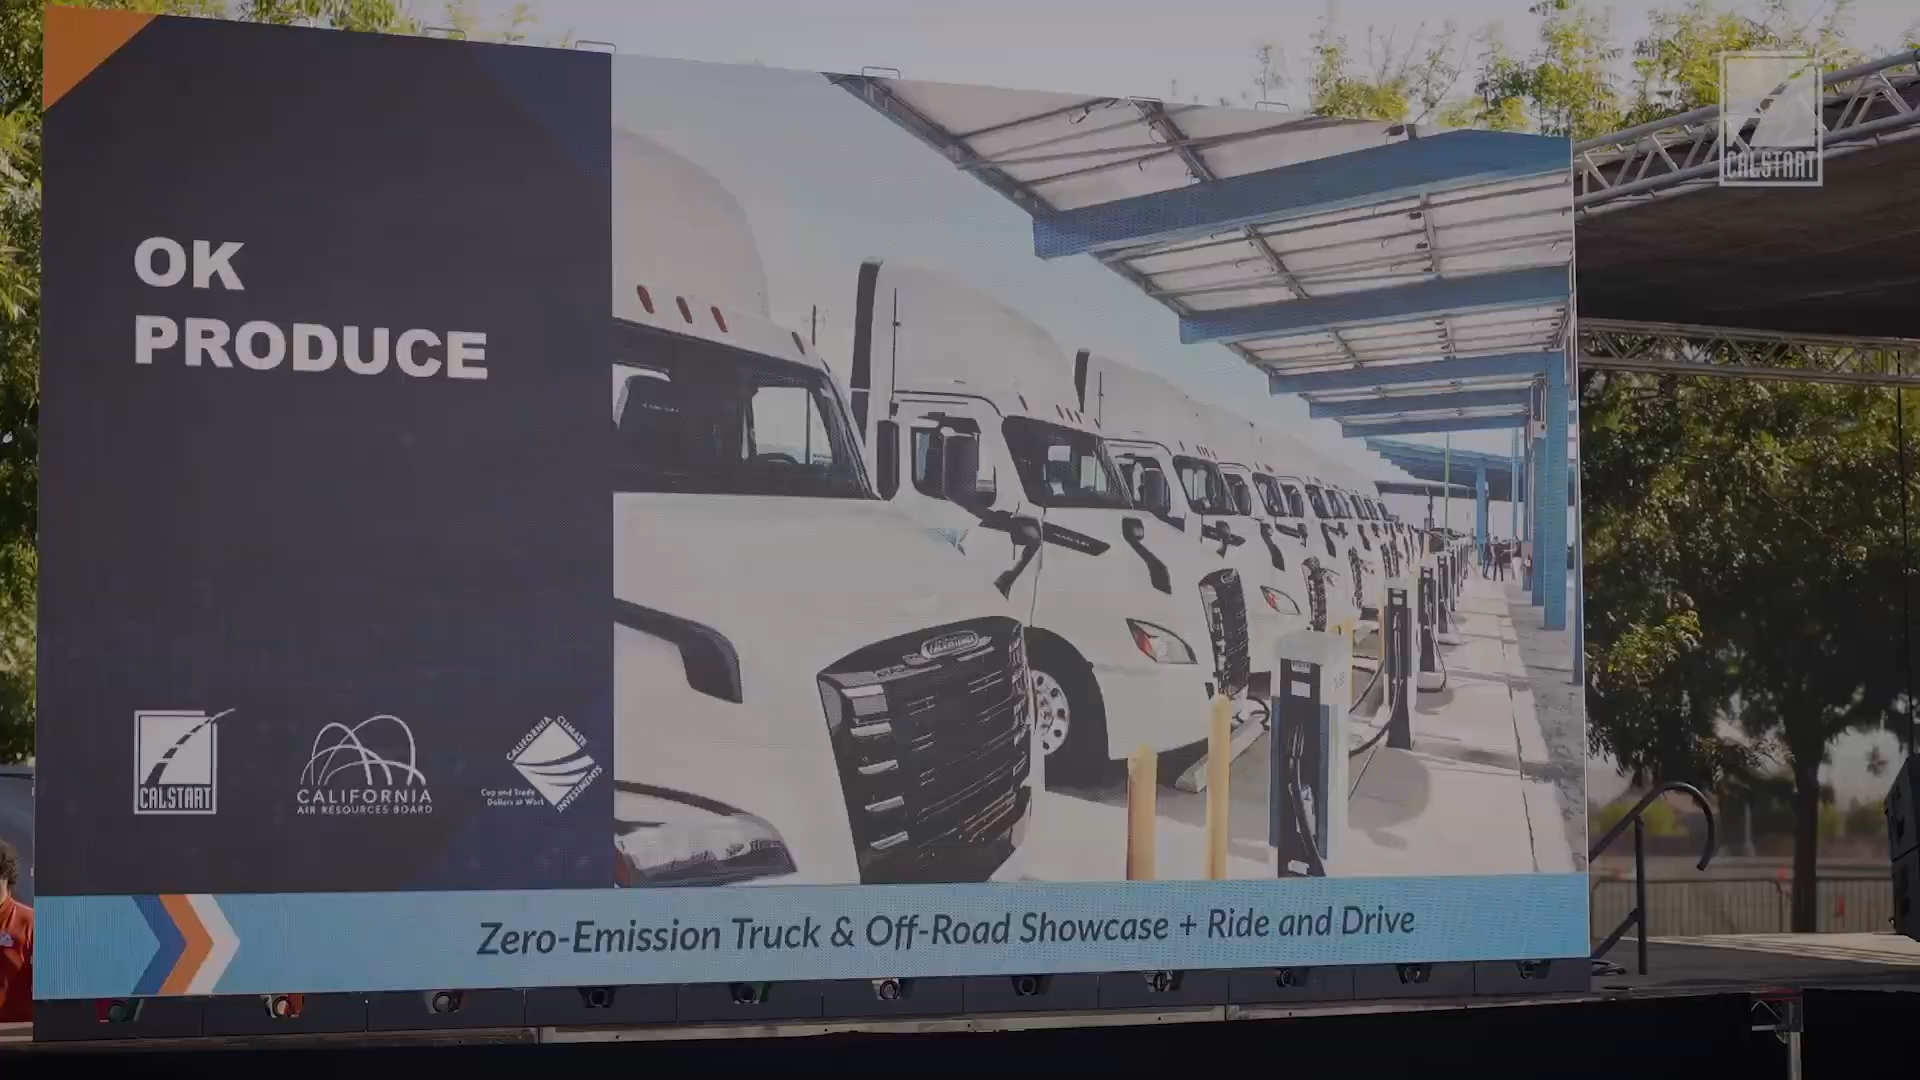 CALSTART
OK
PRODUCE
CALSTART
CALIFORNIA
AIR RESOURCES BOARD
CALIFORNIA CLIMATE
INVESTMENTS
Cap and Trade
Dollars at Work
FREIGHTLINER
Zero-Emission Truck & Off-Road Showcase + Ride and Drive